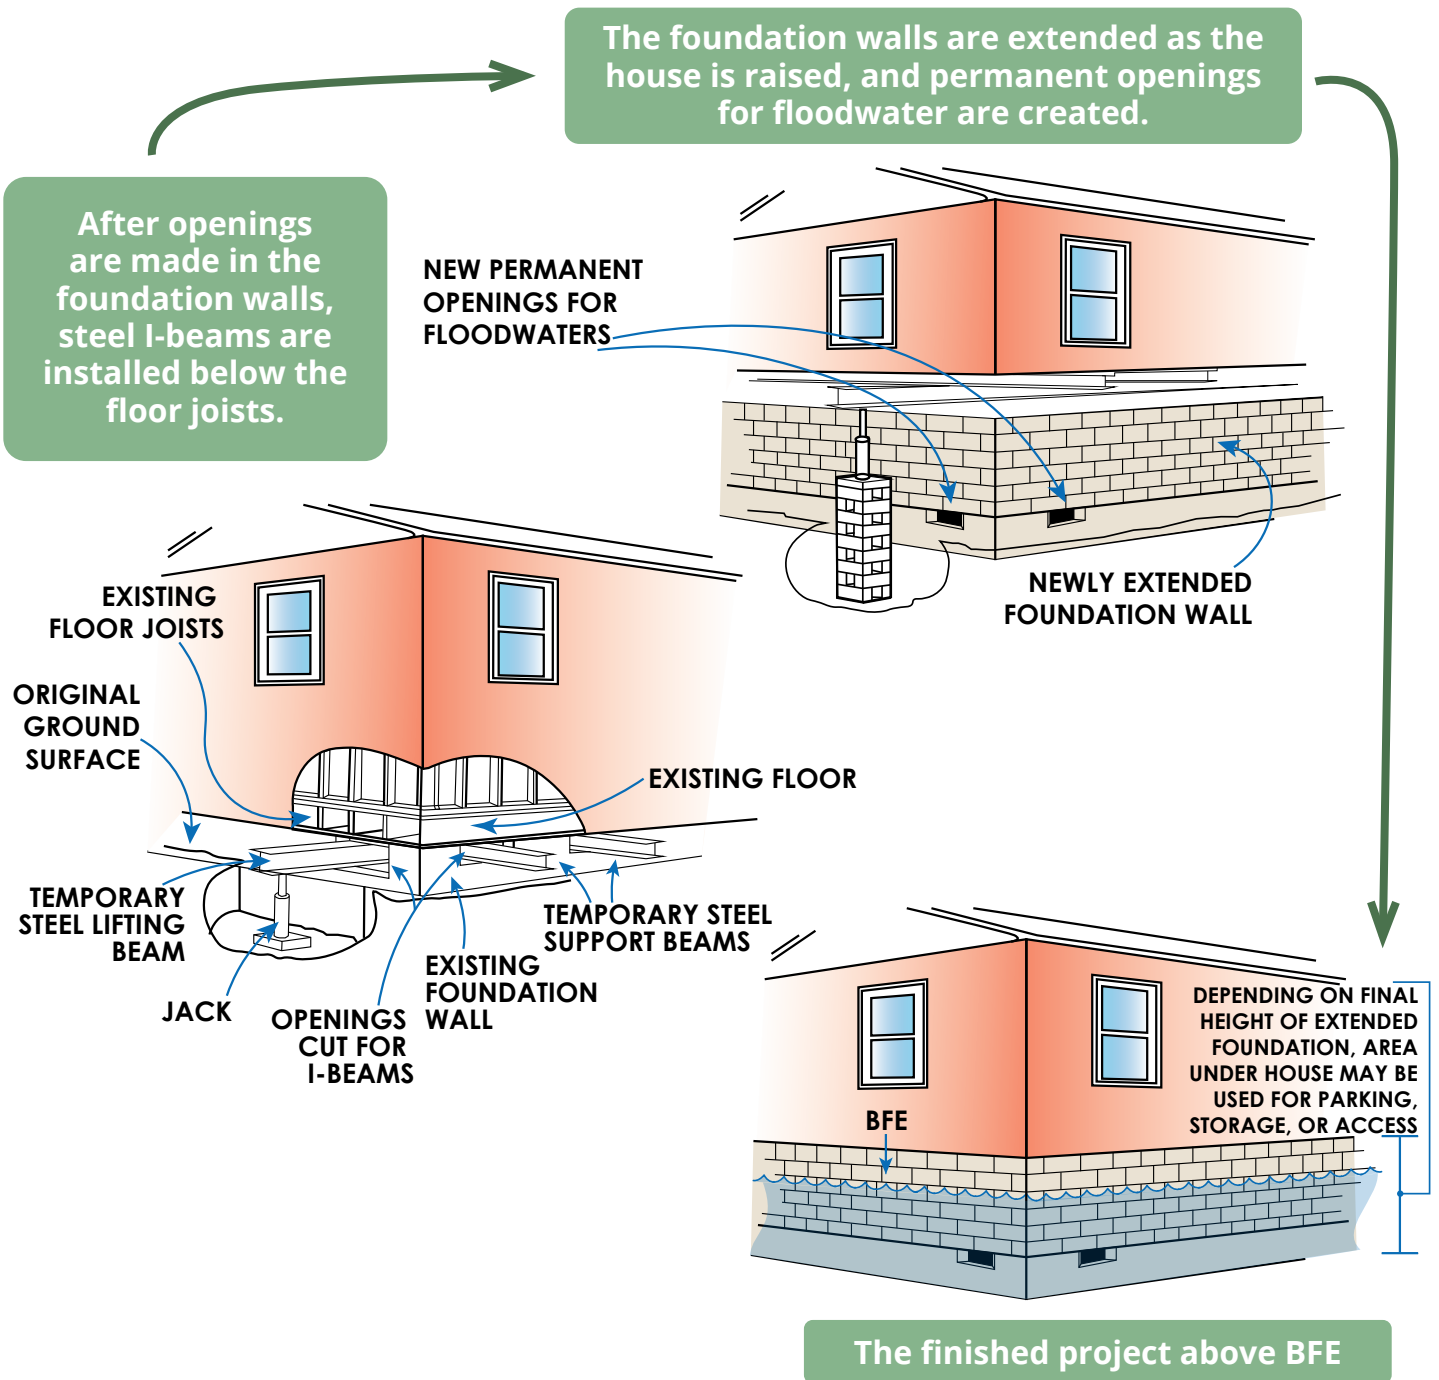 The foundation walls are extended as the
house is raised, and permanent openings
for floodwater are created.
After openings
are made in the
foundation walls,
steel I-beams are
installed below the
floor joists.
NEW PERMANENT
OPENINGS FOR
FLOODWATERS
NEWLY EXTENDED
FOUNDATION WALL
EXISTING
FLOOR JOISTS
ORIGINAL
GROUND
SURFACE
EXISTING FLOOR
TEMPORARY
STEEL LIFTING
BEAM
JACK
OPENINGS
CUT FOR
I-BEAMS
EXISTING
FOUNDATION
WALL
TEMPORARY STEEL
SUPPORT BEAMS
DEPENDING ON FINAL
HEIGHT OF EXTENDED
FOUNDATION, AREA
UNDER HOUSE MAY BE
USED FOR PARKING,
STORAGE, OR ACCESS
BFE
The finished project above BFE